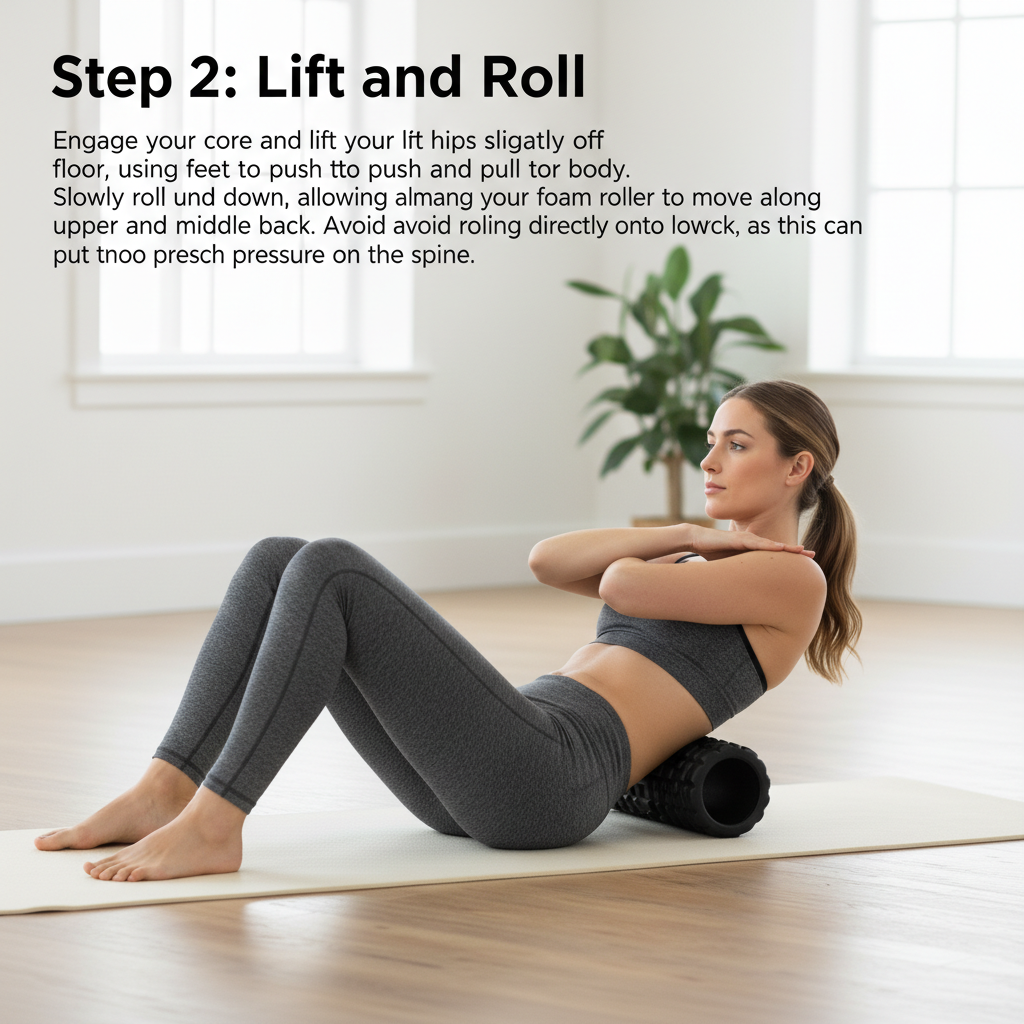 Step 2: Lift and Roll
Engage your core and lift your lft hips sligatly off
floor, using feet to push tto push and pull tor body.
Slowly roll und down, allowing almang your foam roller to move along
upper and middle back. Avoid avoid roling directly onto lowck, as this can
put tnoo presch pressure on the spine.